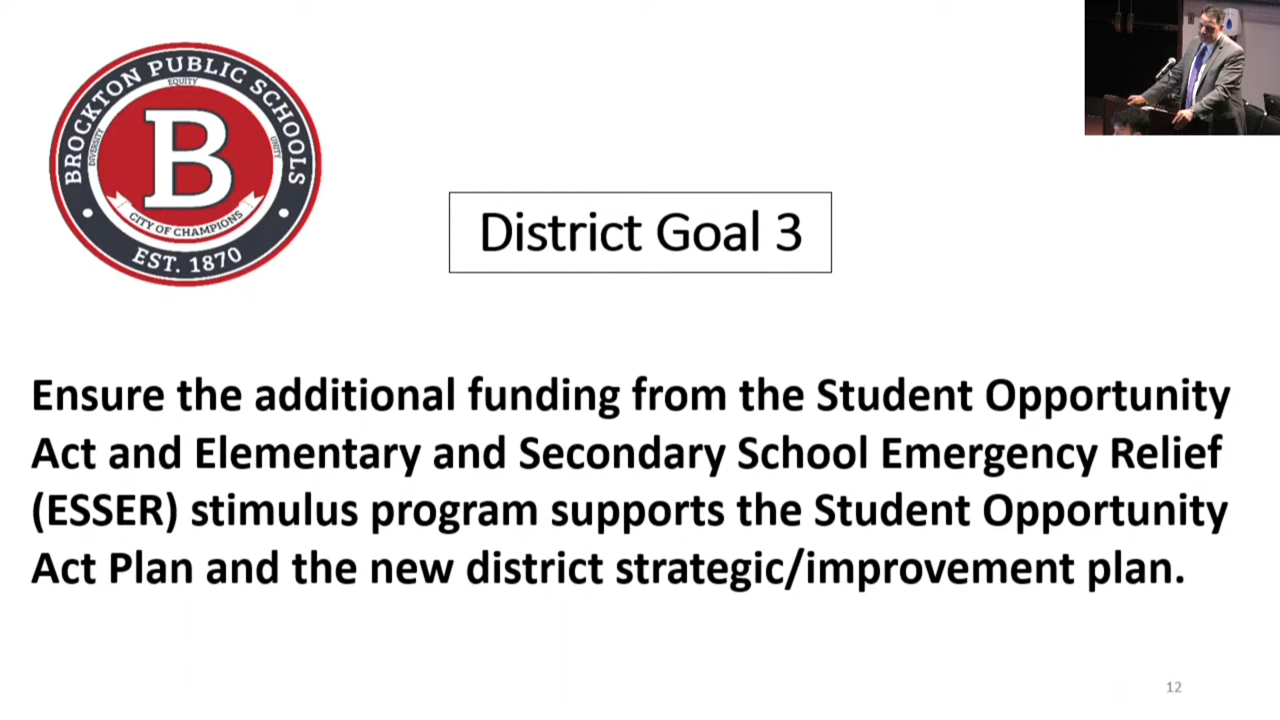 BROCKTON PUBLIC SCHOOLS
EQUITY
DIVERSITY
UNITY
B
CITY OF CHAMPIONS
EST. 1870
District Goal 3
Ensure the additional funding from the Student Opportunity
Act and Elementary and Secondary School Emergency Relief
(ESSER) stimulus program supports the Student Opportunity
Act Plan and the new district strategic/improvement plan.
12